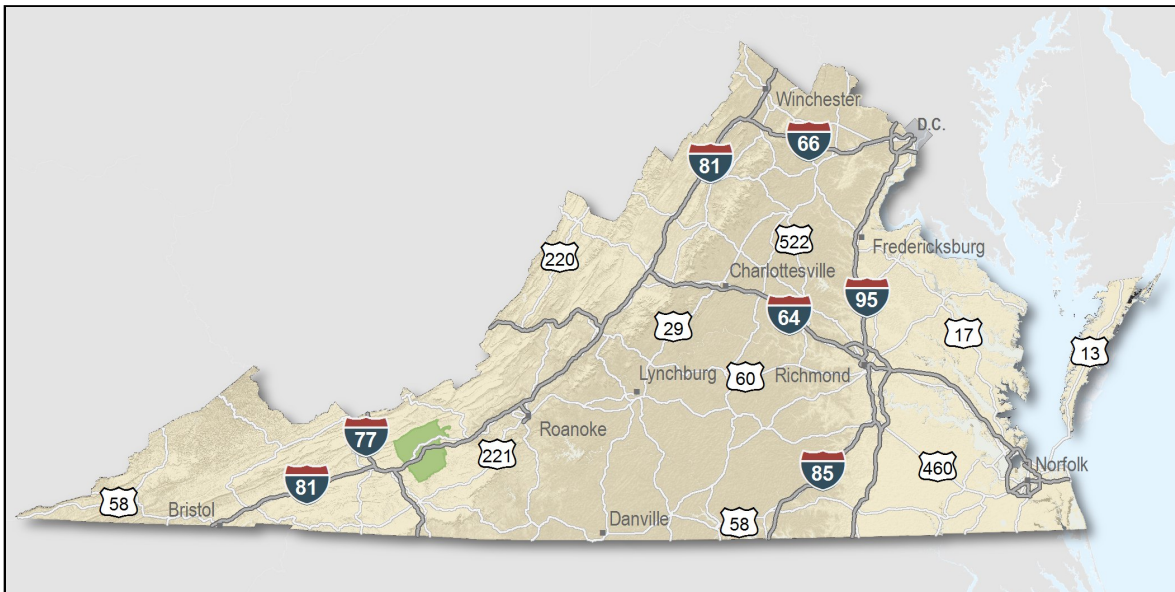 Winchester
D.C.
66
81
522
220
Fredericksburg
Charlottesville
95
64
29
17
13
60
Lynchburg
Richmond
77
Roanoke
221
81
85
460
Norfolk
58
Bristol
Danville
58